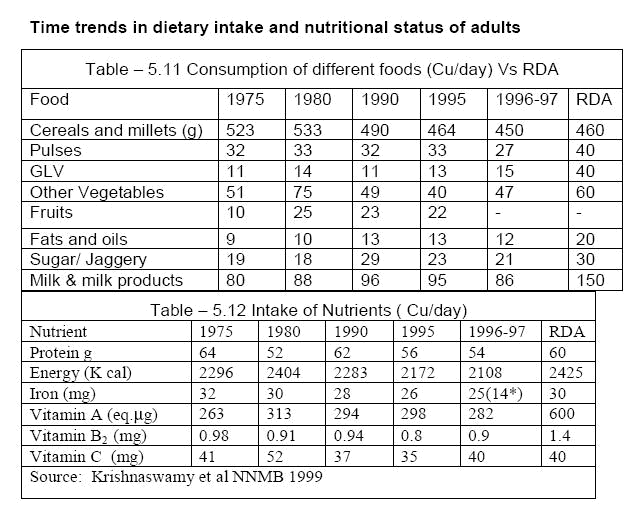 Time trends in dietary intake and nutritional status of adults
Table – 5.11 Consumption of different foods (Cu/day) Vs RDA
Food 1975 1980 1990 1995 1996-97 RDA
Cereals and millets (g) 523 533 490 464 450 460
Pulses 32 33 32 33 27 40
GLV 11 14 11 13 15 40
Other Vegetables 51 75 49 40 47 60
Fruits 10 25 23 22 - -
Fats and oils 9 10 13 13 12 20
Sugar/ Jaggery 19 18 29 23 21 30
Milk & milk products 80 88 96 95 86 150
Table – 5.12 Intake of Nutrients ( Cu/day)
Nutrient 1975 1980 1990 1995 1996-97 RDA
Protein g 64 52 62 56 54 60
Energy (K cal) 2296 2404 2283 2172 2108 2425
Iron (mg) 32 30 28 26 25(14*) 30
Vitamin A (eq.µg) 263 313 294 298 282 600
Vitamin B₂ (mg) 0.98 0.91 0.94 0.8 0.9 1.4
Vitamin C (mg) 41 52 37 35 40 40
Source: Krishnaswamy et al NNMB 1999